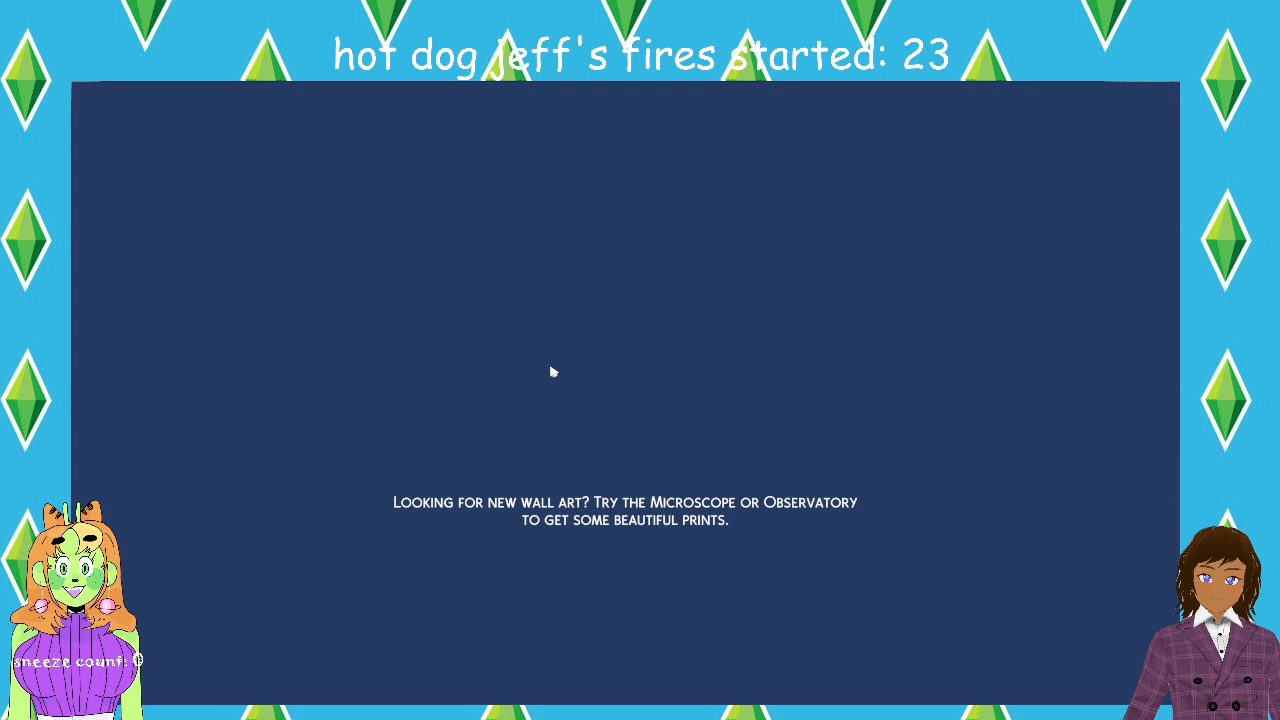 hot dog jeff's fires started: 23
Looking for new wall art? Try the Microscope or Observatory
to get some beautiful prints.
sneeze count: 0